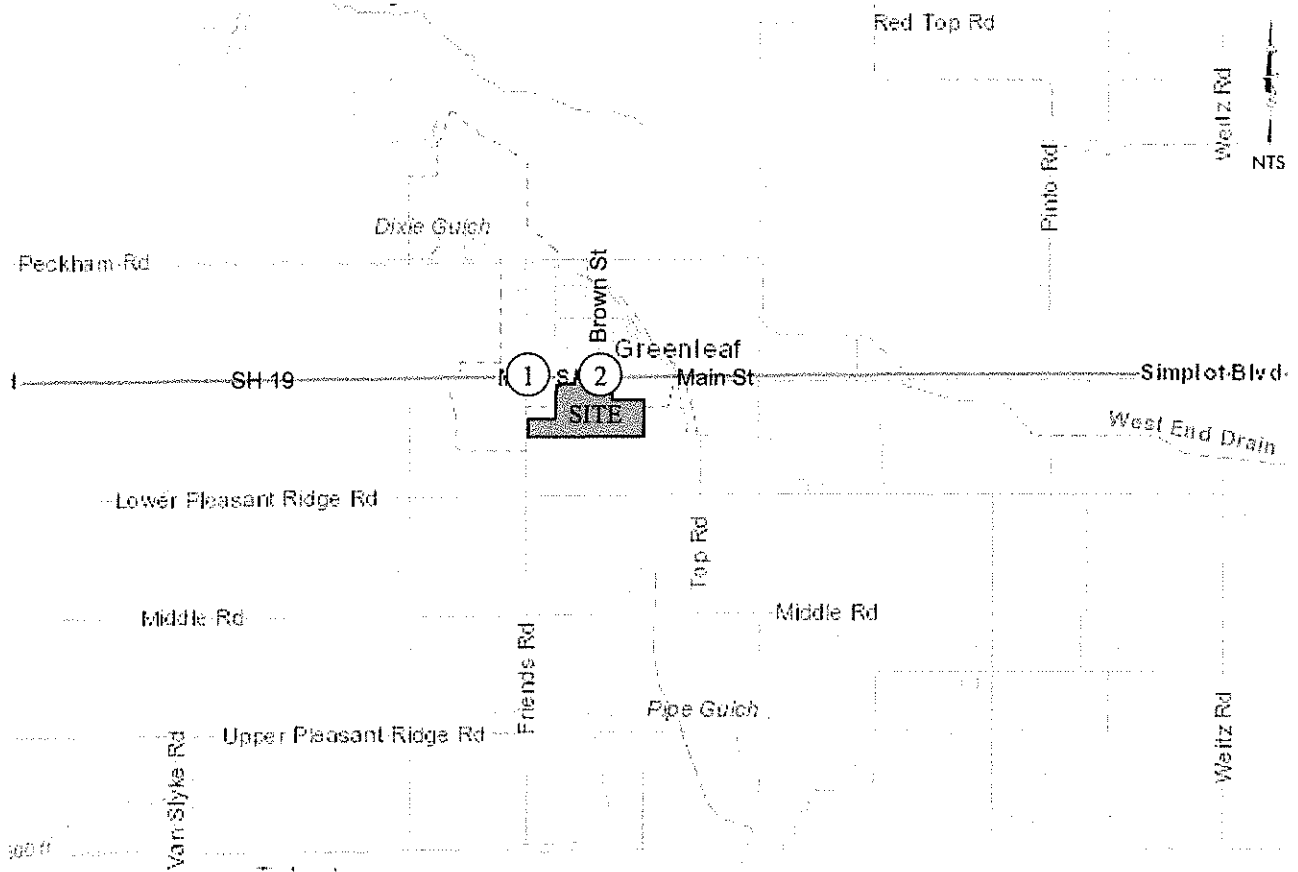 Red Top Rd
Weitz Rd
NTS
Pinto Rd
Dixie Gulch
Peckham Rd
Brown St
Greenleaf
SH 19
1
2
Main St
Simplot Blvd
SITE
West End Drain
Lower Pleasant Ridge Rd
Top Rd
Middle Rd
Middle Rd
Friends Rd
Pipe Gulch
Upper Pleasant Ridge Rd
Van Slyke Rd
Weitz Rd